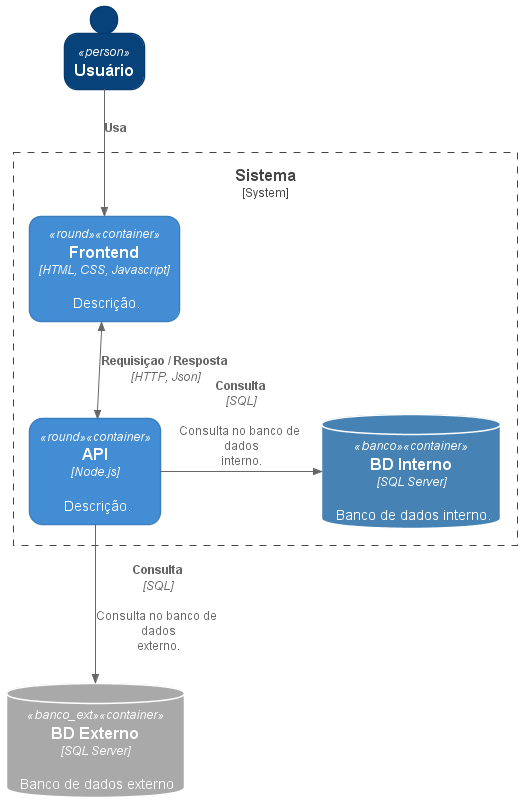 «person»
Usuário
Usa
Sistema
[System]
«round»«container»
Frontend
[HTML, CSS, Javascript]
Descrição.
Requisiçao / Resposta
[HTTP, Json]
Consulta
[SQL]
Consulta no banco de
dados
interno.
«round»«container»
API
[Node.js]
Descrição.
«banco»«container»
BD Interno
[SQL Server]
Banco de dados interno.
Consulta
[SQL]
Consulta no banco de
dados
externo.
«banco_ext»«container»
BD Externo
[SQL Server]
Banco de dados externo